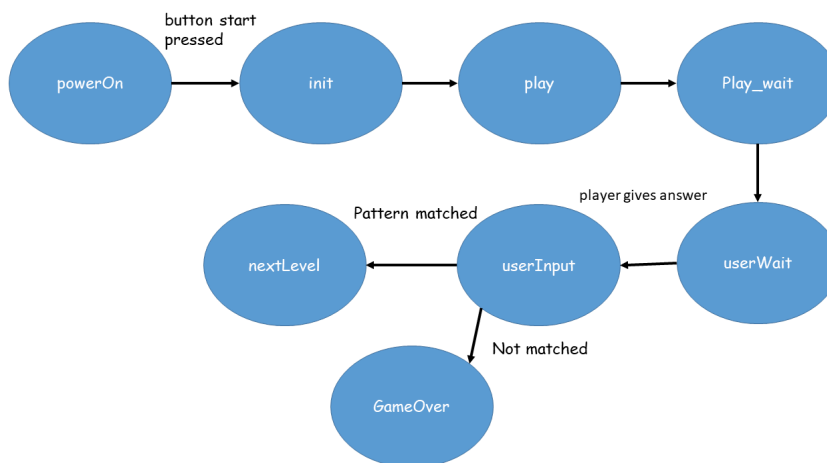 button start
pressed
powerOn
init
play
Play_wait
player gives answer
Pattern matched
nextLevel
userInput
userWait
Not matched
GameOver